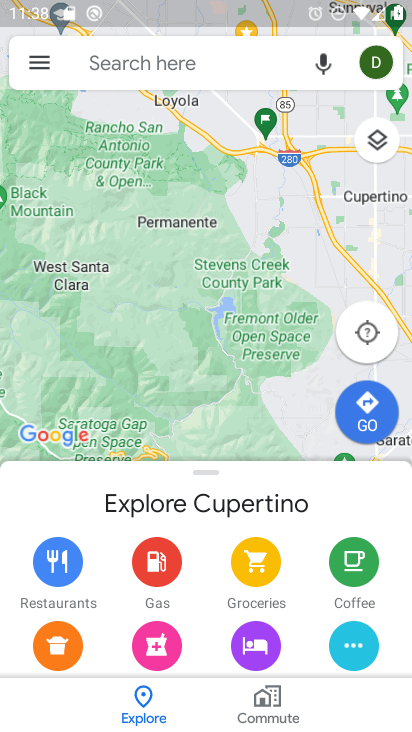 11:38
Sunnyval
Search here
D
Loyola
85
Rancho San
Antonio
County Park
& Open...
280
Black
Mountain
Cupertino
Permanente
West Santa
Clara
Stevens Creek
County Park
Fremont Older
Open Space
Preserve
GO
Google
Saratoga Gap
Open Space
Preserve
Sarat
Explore Cupertino
Restaurants
Gas
Groceries
Coffee
Explore
Commute